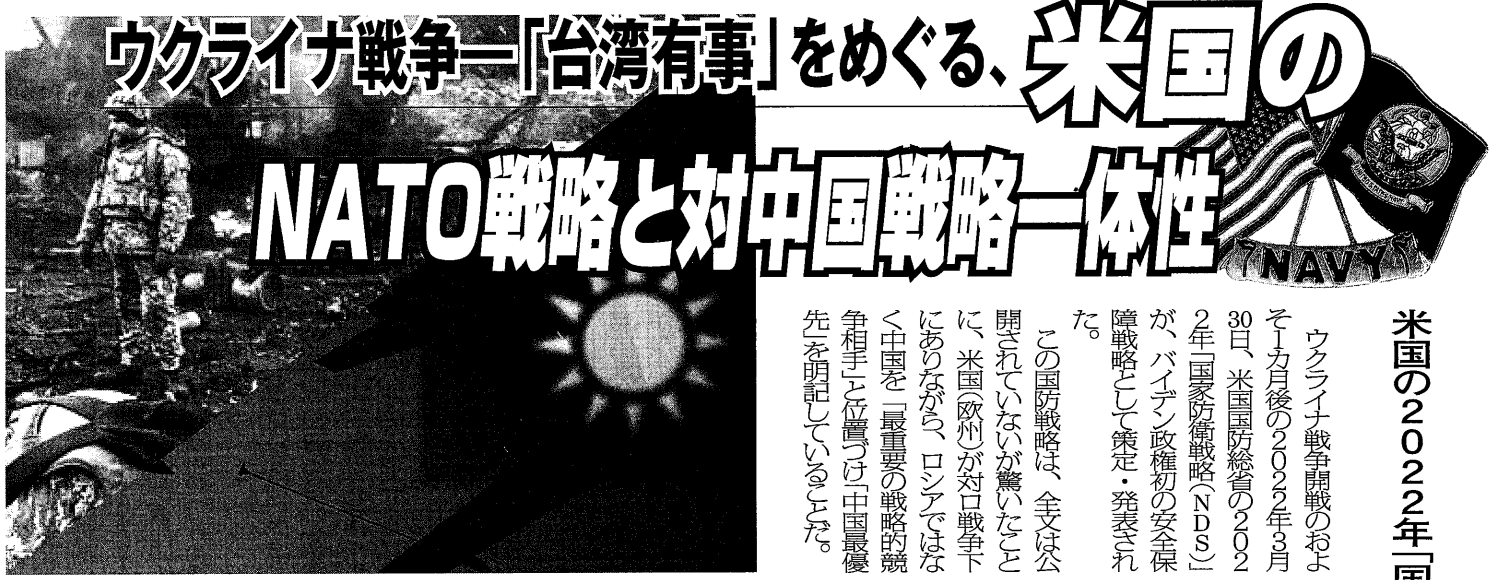 ウクライナ戦争―「台湾有事」をめぐる、米国の
NATO戦略と対中国戦略一体性
NAVY
米国の2022年「国
ウクライナ戦争開戦のおよ
そ1カ月後の2022年3月
30日、米国国防総省の202
2年「国家防衛戦略(NDS)」
が、バイデン政権初の安全保
障戦略として策定・発表され
た。
この国防戦略は、全文は公
開されていないが驚いたこと
に、米国(欧州)が対ロ戦争下
にありながら、ロシアではな
く中国を「最重要の戦略的競
争相手」と位置づけ「中国最優
先」を明記していることだ。